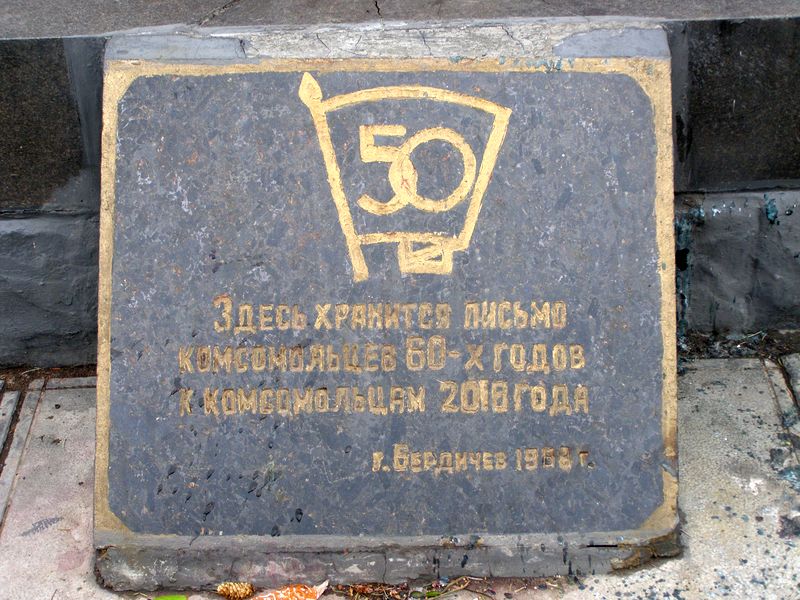 50
Здесь хранится письмо
комсомольцев 60-х годов
к комсомольцам 2018 года
г. Бердичев 1968 г.